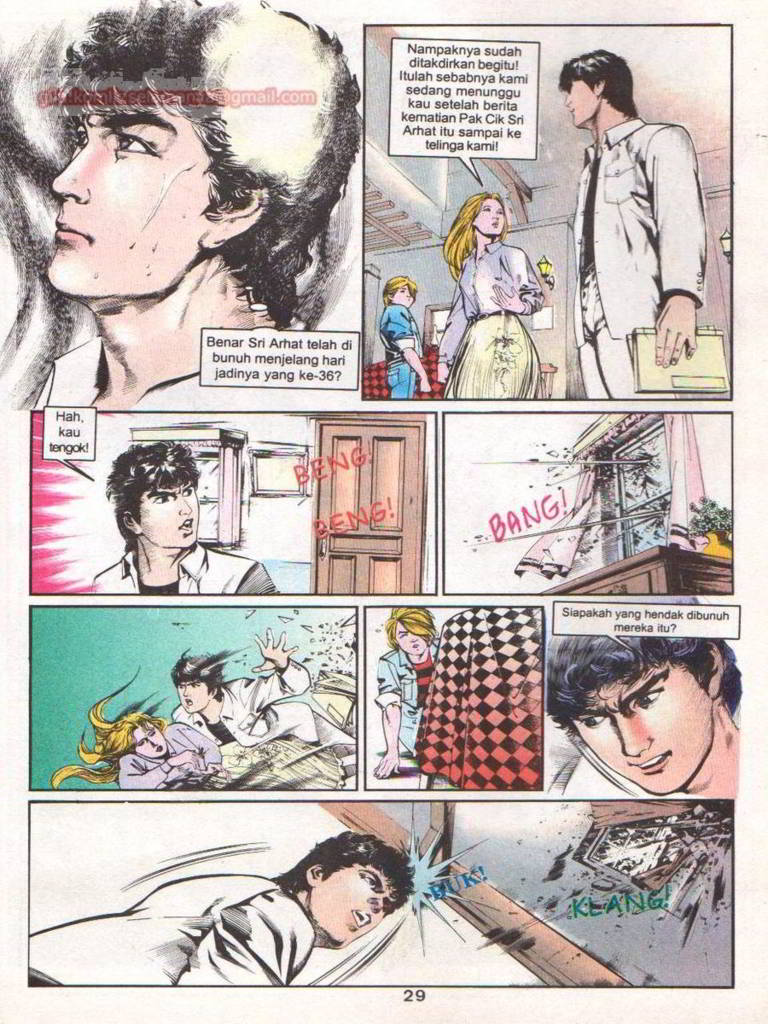 Benar Sri Arhat telah di
bunuh menjelang hari
jadinya yang ke-36?
Nampaknya sudah
ditakdirkan begitu!
Itulah sebabnya kami
sedang menunggu
kau setelah berita
kematian Pak Cik Sri
Arhat itu sampai ke
telinga kami!
Hah,
kau
tengok!
BENG!
BENG!
BANG!
Siapakah yang hendak dibunuh
mereka itu?
BUK!
KLANG!
29